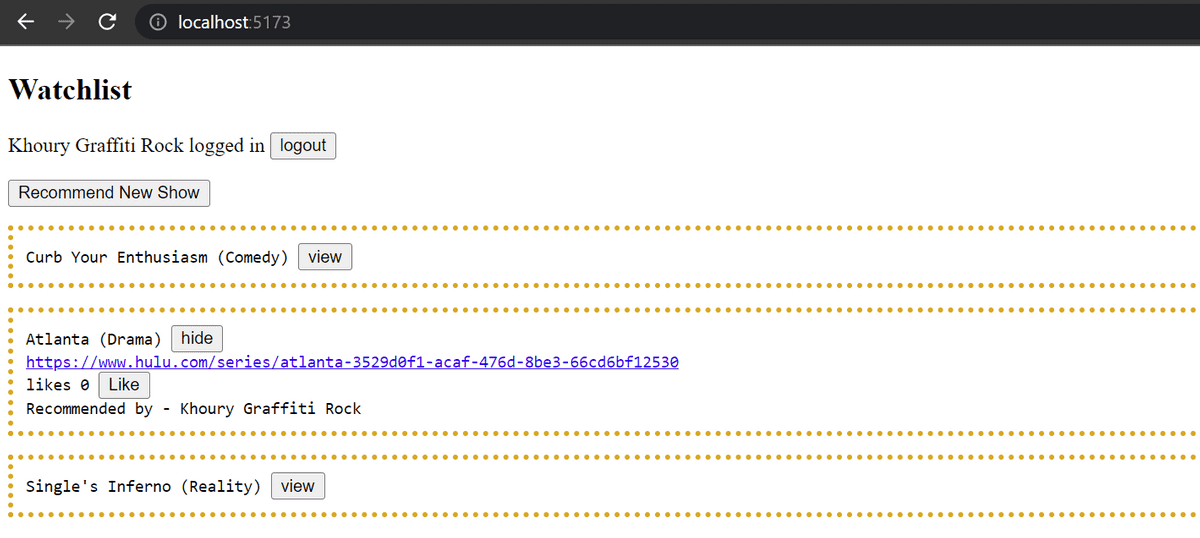 localhost:5173
Watchlist
Khoury Graffiti Rock logged in logout
Recommend New Show
Curb Your Enthusiasm (Comedy) view
Atlanta (Drama) hide
https://www.hulu.com/series/atlanta-3529d0f1-acaf-476d-8be3-66cd6bf12530
likes 0 Like
Recommended by - Khoury Graffiti Rock
Single's Inferno (Reality) view